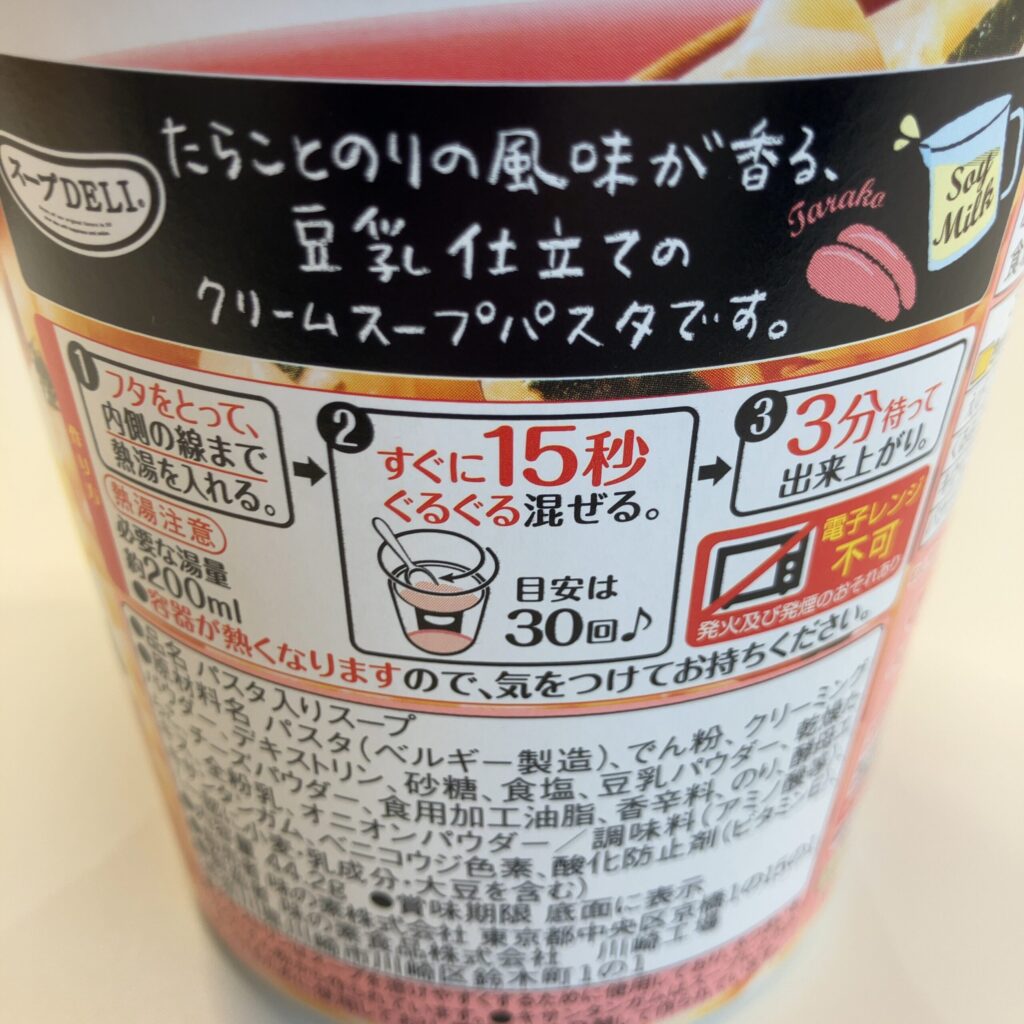 スープDELI®
たらことのりの風味が香る、
豆乳仕立ての
クリームスープパスタです。
Tarako
Soy
Milk
1
フタをとって、
内側の線まで
熱湯を入れる。
熱湯注意
必要な湯量
約200ml
2
すぐに15秒
ぐるぐる混ぜる。
目安は
30回♪
3
3分待って
出来上がり。
電子レンジ
不可
発火及び発煙のおそれあり
●容器が熱くなりますので、気をつけてお持ちください。
●品名 パスタ入りスープ
●原材料名 パスタ(ベルギー製造)、でん粉、クリーミング
パウダー、デキストリン、砂糖、食塩、豆乳パウダー、乾燥た
チーズパウダー、食用加工油脂、香辛料、のり、酵母エ
全粉乳、オニオンパウダー／調味料(アミノ酸等)、
ベニコウジ色素、酸化防止剤(ビタミンE)、
小麦・乳成分・大豆を含む)
44.2g ●賞味期限 底面に表示
味の素株式会社 東京都中央区京橋1の15の1
味の素食品株式会社 川崎工場
川崎市川崎区鈴木町1の1